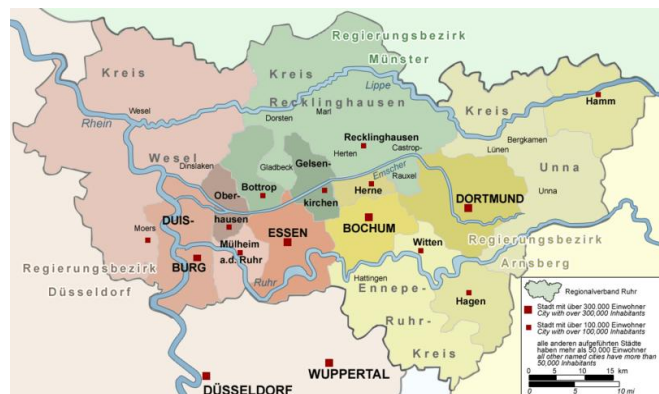 Regierungsbezirk
Münster
Kreis
Kreis
Lippe
Recklinghausen
Hamm
Rhein
Wesel
Dorsten
Marl
Kreis
Bergkamen
Lünen
Recklinghausen
Castrop-
Herten
Rauxel
Wesel
Dinslaken
Gladbeck
Gelsen-
kirchen
Unna
Unna
Emscher
Herne
Ober-
hausen
Bottrop
DORTMUND
DUIS-
BURG
Moers
ESSEN
BOCHUM
Mülheim
a.d. Ruhr
Witten
Regierungsbezirk
Arnsberg
Regierungsbezirk
Düsseldorf
Ruhr
Hattingen
Ennepe-
Ruhr-
Kreis
Hagen
WUPPERTAL
DÜSSELDORF
Regionalverband Ruhr
Stadt mit über 300.000 Einwohner
City with over 300,000 Inhabitants
Stadt mit über 100.000 Einwohner
City with over 100,000 Inhabitants
alle anderen aufgeführten Städte
haben mehr als 50.000 Einwohner
all other named cities have more than
50,000 Inhabitants
0 5 10 15 km
0 5 10 mi